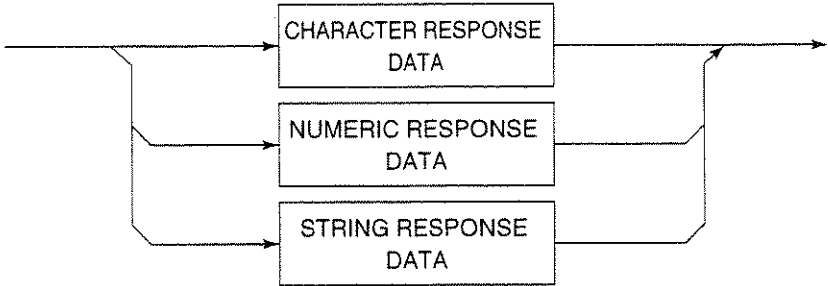 CHARACTER RESPONSE
DATA
NUMERIC RESPONSE
DATA
STRING RESPONSE
DATA